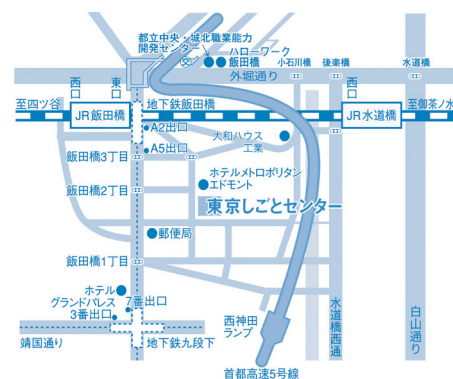 都立中央・城北職業能力
開発センター
ハローワーク
飯田橋
小石川橋
後楽橋
水道橋
外堀通り
西口
東口
西口
至四ツ谷
JR飯田橋
地下鉄飯田橋
JR水道橋
至御茶ノ水
A2出口
大和ハウス
工業
A5出口
飯田橋3丁目
ホテルメトロポリタン
エドモント
飯田橋2丁目
東京しごとセンター
郵便局
飯田橋1丁目
ホテル
グランドパレス
7番出口
3番出口
西神田
ランプ
水道橋西通り
白山通り
靖国通り
地下鉄九段下
首都高速5号線